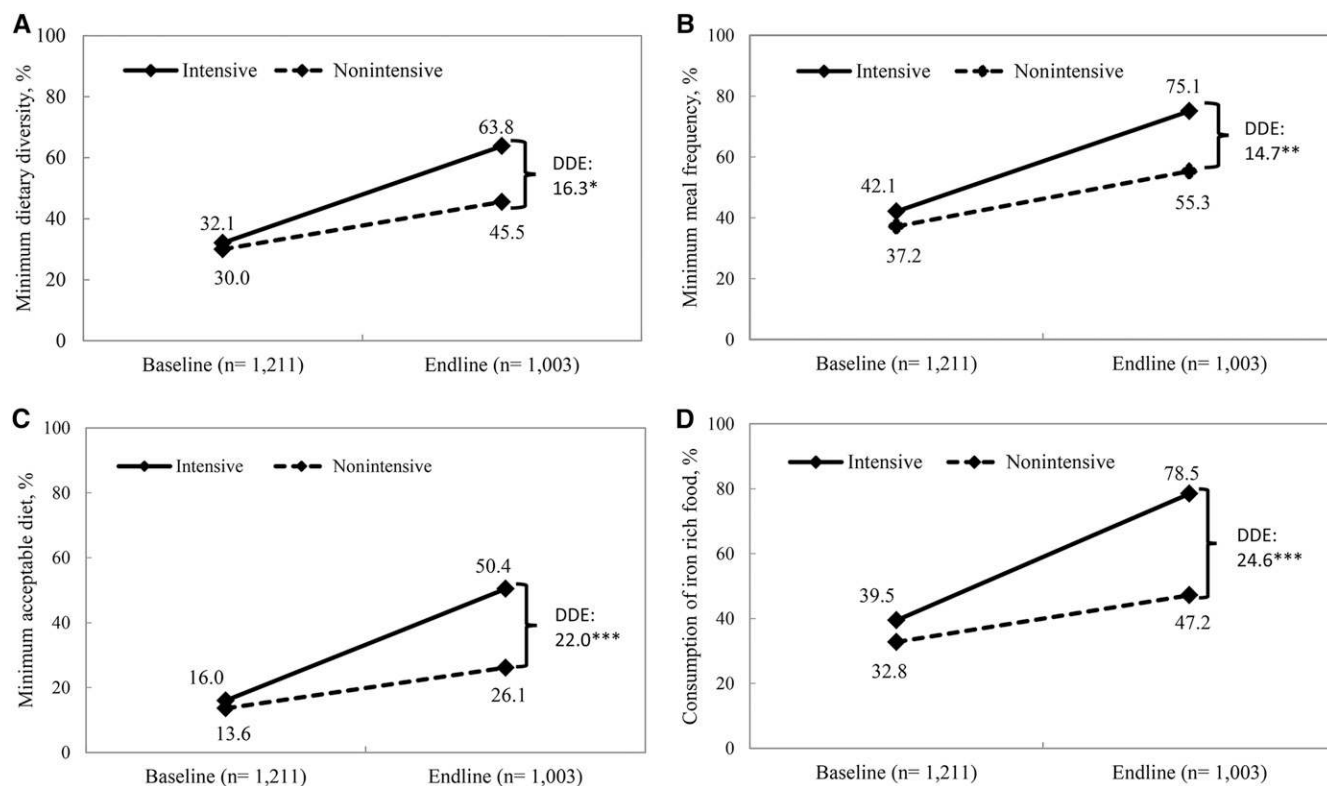 A
Minimum dietary diversity, %
100
80
60
40
20
0
Intensive
Nonintensive
63.8
32.1
30.0
45.5
DDE:
16.3*
Baseline (n= 1,211)
Endline (n= 1,003)
B
Minimum meal frequency, %
100
80
60
40
20
0
Intensive
Nonintensive
75.1
42.1
37.2
55.3
DDE:
14.7**
Baseline (n= 1,211)
Endline (n= 1,003)
C
Minimum acceptable diet, %
100
80
60
40
20
0
Intensive
Nonintensive
50.4
16.0
13.6
26.1
DDE:
22.0***
Baseline (n= 1,211)
Endline (n= 1,003)
D
Consumption of iron rich food, %
100
80
60
40
20
0
Intensive
Nonintensive
78.5
39.5
32.8
47.2
DDE:
24.6***
Baseline (n= 1,211)
Endline (n= 1,003)